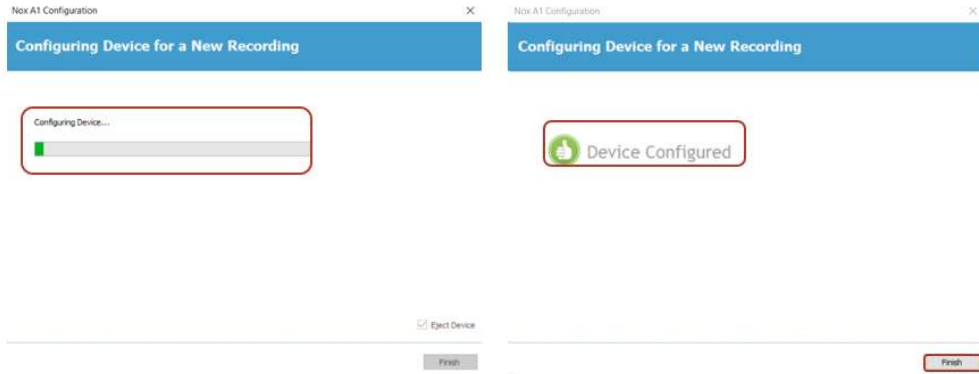 Nox A1 Configuration
Configuring Device for a New Recording
Configuring Device...
Eject Device
Finish
Nox A1 Configuration
Configuring Device for a New Recording
Device Configured
Finish